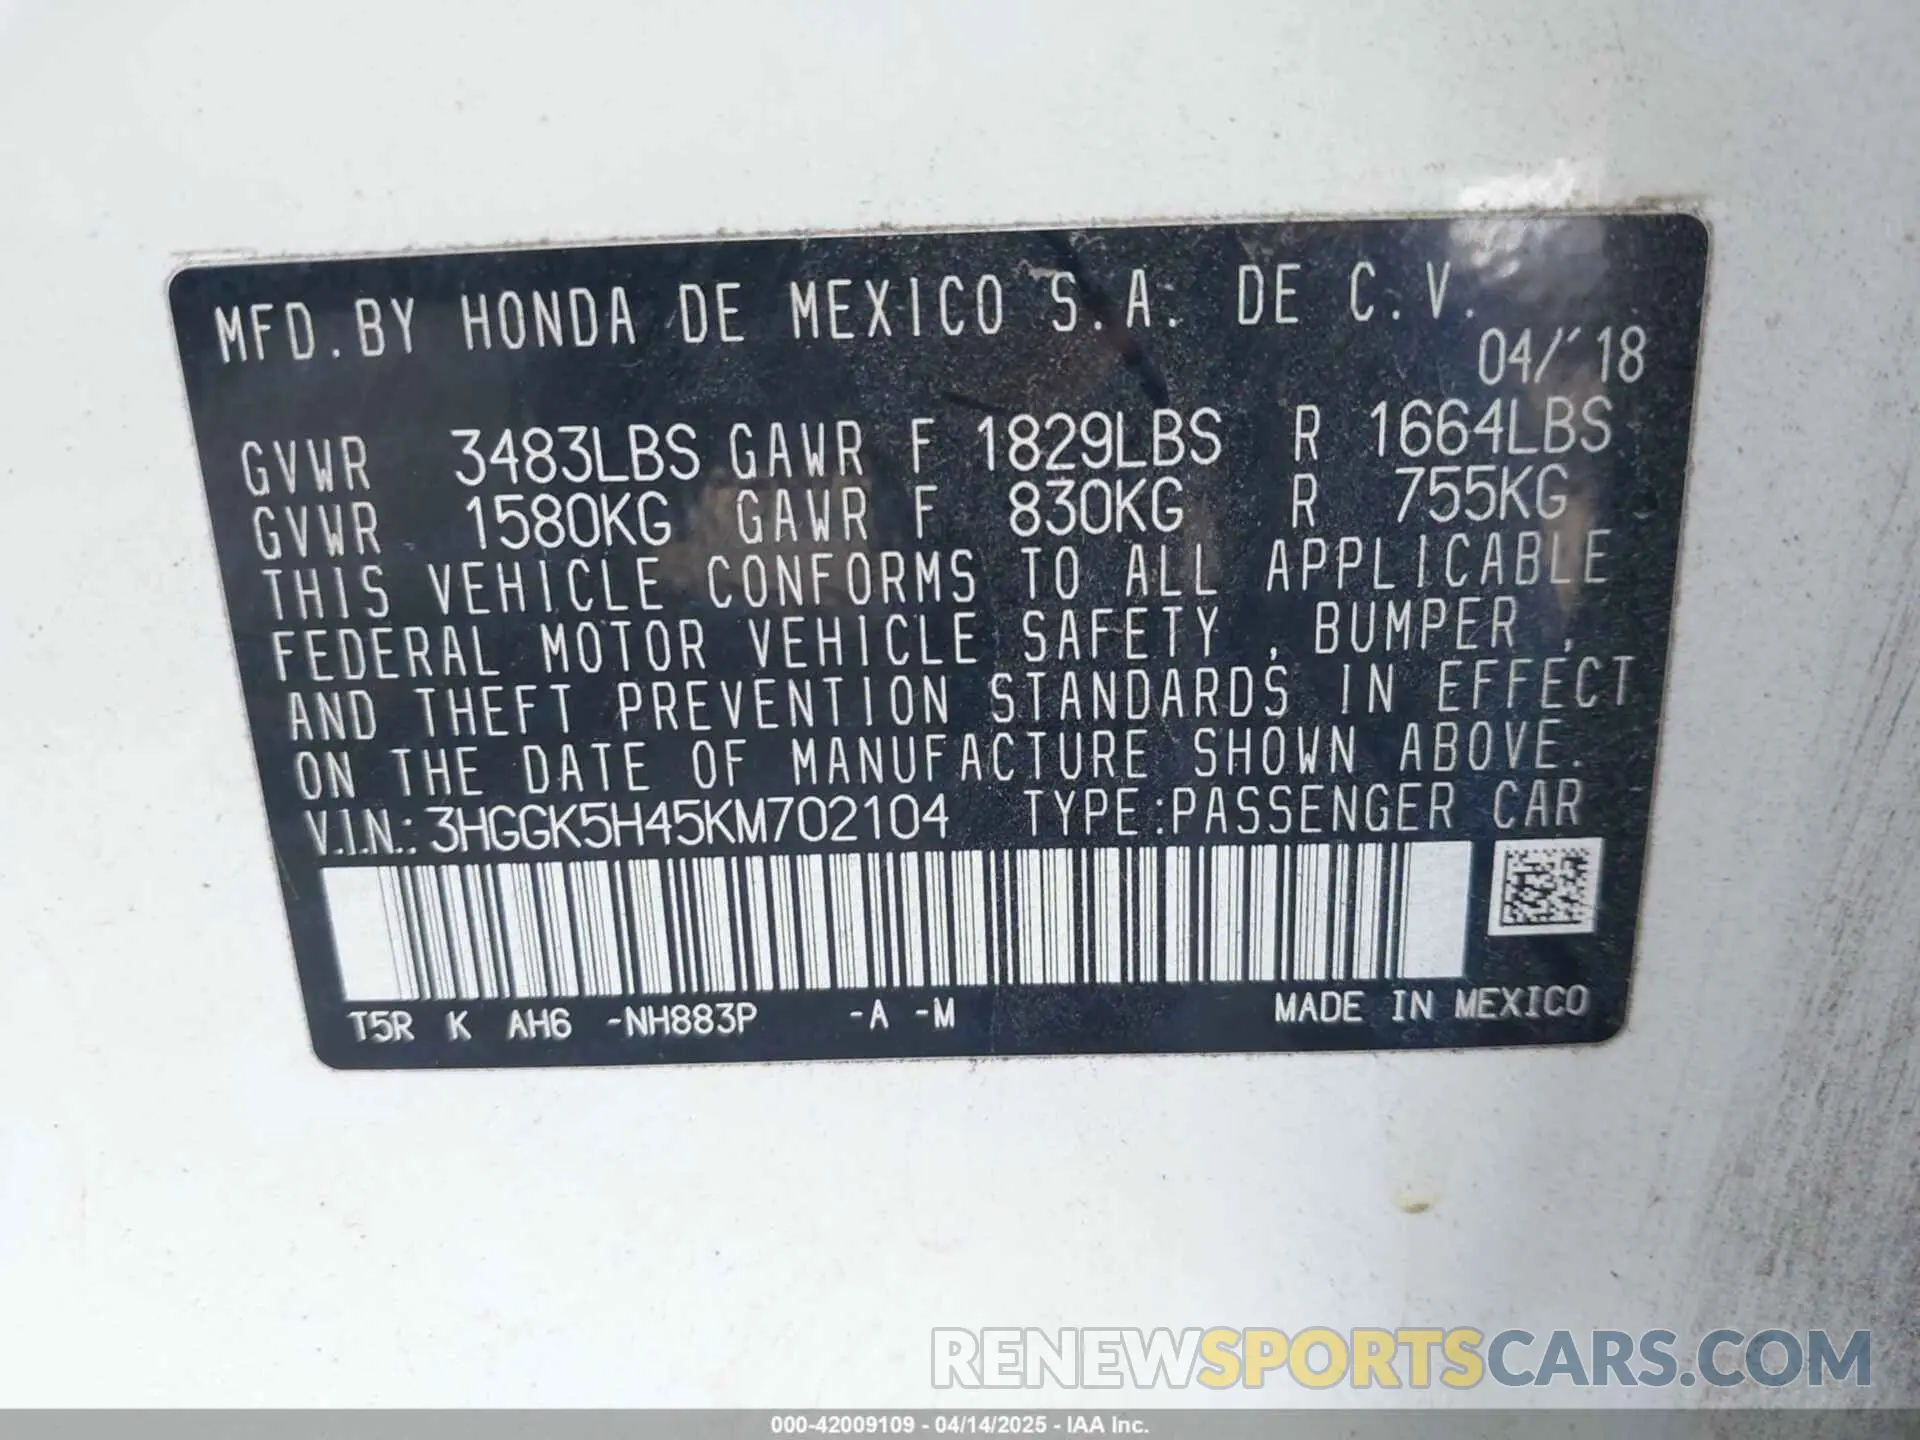 MFD. BY HONDA DE MEXICO S.A. DE C.V.
04/'18
GVWR 3483LBS GAWR F 1829LBS R 1664LBS
GVWR 1580KG GAWR F 830KG R 755KG
THIS VEHICLE CONFORMS TO ALL APPLICABLE
FEDERAL MOTOR VEHICLE SAFETY , BUMPER ,
AND THEFT PREVENTION STANDARDS IN EFFECT
ON THE DATE OF MANUFACTURE SHOWN ABOVE.
V.I.N.: 3HGGK5H45KM702104 TYPE:PASSENGER CAR
T5R K AH6 -NH883P -A -M MADE IN MEXICO
RENEWSPORTSCARS.COM
000-42009109 - 04/14/2025 - IAA Inc.